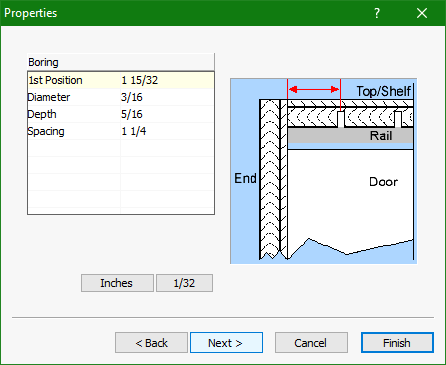 Properties
?
Boring
1st Position 1 15/32
Diameter 3/16
Depth 5/16
Spacing 1 1/4
Top/Shelf
Rail
End
Door
Inches 1/32
< Back Next > Cancel Finish